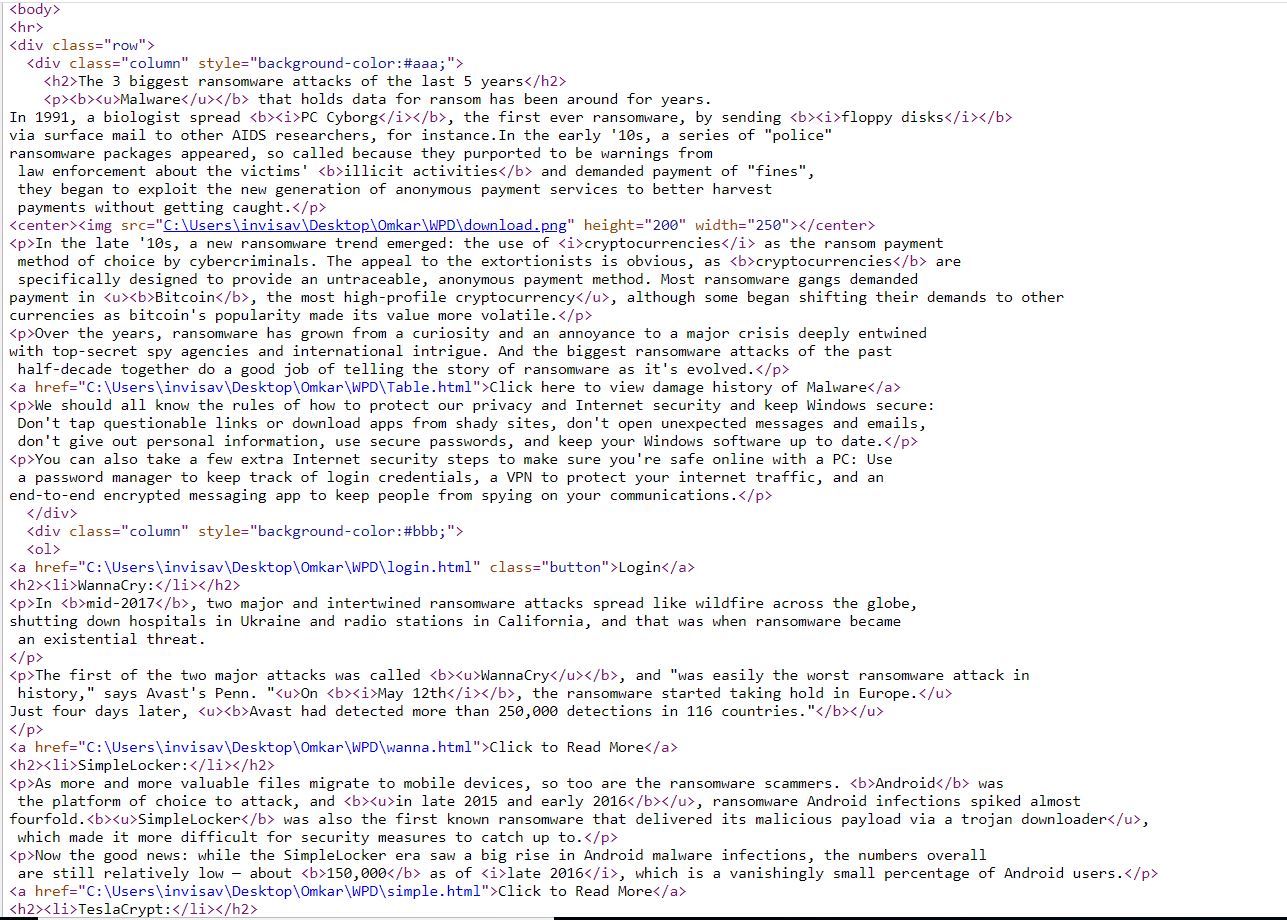 <body>
<hr>
<div class="row">
<div class="column" style="background-color:#aaa;">
<h2>The 3 biggest ransomware attacks of the last 5 years</h2>
<p><b><u>Malware</u></b> that holds data for ransom has been around for years.
In 1991, a biologist spread <b><i>PC Cyborg</i></b>, the first ever ransomware, by sending <b><i>floppy disks</i></b>
via surface mail to other AIDS researchers, for instance.In the early '10s, a series of "police"
ransomware packages appeared, so called because they purported to be warnings from
law enforcement about the victims' <b>illicit activities</b> and demanded payment of "fines",
they began to exploit the new generation of anonymous payment services to better harvest
payments without getting caught.</p>
<center><img src="C:\Users\invisav\Desktop\Omkar\WPD\download.png" height="200" width="250"></center>
<p>In the late '10s, a new ransomware trend emerged: the use of <i>cryptocurrencies</i> as the ransom payment
method of choice by cybercriminals. The appeal to the extortionists is obvious, as <b>cryptocurrencies</b> are
specifically designed to provide an untraceable, anonymous payment method. Most ransomware gangs demanded
payment in <u><b>Bitcoin</b>, the most high-profile cryptocurrency</u>, although some began shifting their demands to other
currencies as bitcoin's popularity made its value more volatile.</p>
<p>Over the years, ransomware has grown from a curiosity and an annoyance to a major crisis deeply entwined
with top-secret spy agencies and international intrigue. And the biggest ransomware attacks of the past
half-decade together do a good job of telling the story of ransomware as it's evolved.</p>
<a href="C:\Users\invisav\Desktop\Omkar\WPD\Table.html">Click here to view damage history of Malware</a>
<p>We should all know the rules of how to protect our privacy and Internet security and keep Windows secure:
Don't tap questionable links or download apps from shady sites, don't open unexpected messages and emails,
don't give out personal information, use secure passwords, and keep your Windows software up to date.</p>
<p>You can also take a few extra Internet security steps to make sure you're safe online with a PC: Use
a password manager to keep track of login credentials, a VPN to protect your internet traffic, and an
end-to-end encrypted messaging app to keep people from spying on your communications.</p>
</div>
<div class="column" style="background-color:#bbb;">
<ol>
<a href="C:\Users\invisav\Desktop\Omkar\WPD\login.html" class="button">Login</a>
<h2><li>WannaCry:</li></h2>
<p>In <b>mid-2017</b>, two major and intertwined ransomware attacks spread like wildfire across the globe,
shutting down hospitals in Ukraine and radio stations in California, and that was when ransomware became
an existential threat.
</p>
<p>The first of the two major attacks was called <b><u>WannaCry</u></b>, and "was easily the worst ransomware attack in
history," says Avast's Penn. "<u>On <b><i>May 12th</i></b>, the ransomware started taking hold in Europe.</u>
Just four days later, <u><b>Avast had detected more than 250,000 detections in 116 countries."</b></u>
</p>
<a href="C:\Users\invisav\Desktop\Omkar\WPD\wanna.html">Click to Read More</a>
<h2><li>SimpleLocker:</li></h2>
<p>As more and more valuable files migrate to mobile devices, so too are the ransomware scammers. <b>Android</b> was
the platform of choice to attack, and <b><u>in late 2015 and early 2016</b></u>, ransomware Android infections spiked almost
fourfold.<b><u>SimpleLocker</b> was also the first known ransomware that delivered its malicious payload via a trojan downloader</u>,
which made it more difficult for security measures to catch up to.</p>
<p>Now the good news: while the SimpleLocker era saw a big rise in Android malware infections, the numbers overall
are still relatively low — about <b>150,000</b> as of <i>late 2016</i>, which is a vanishingly small percentage of Android users.</p>
<a href="C:\Users\invisav\Desktop\Omkar\WPD\simple.html">Click to Read More</a>
<h2><li>TeslaCrypt:</li></h2>